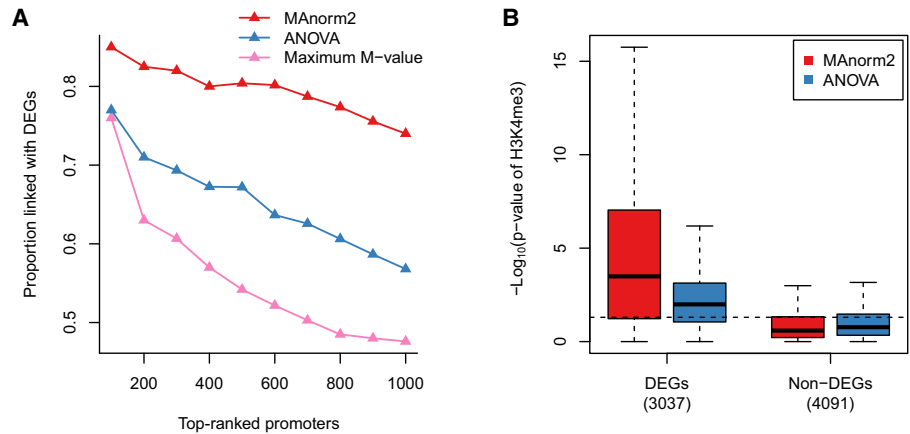 A
MAnorm2
ANOVA
Maximum M−value
Proportion linked with DEGs
0.8
0.7
0.6
0.5
200 400 600 800 1000
Top−ranked promoters
B
MAnorm2
ANOVA
−Log10(p−value of H3K4me3)
15
10
5
0
DEGs Non−DEGs
(3037) (4091)